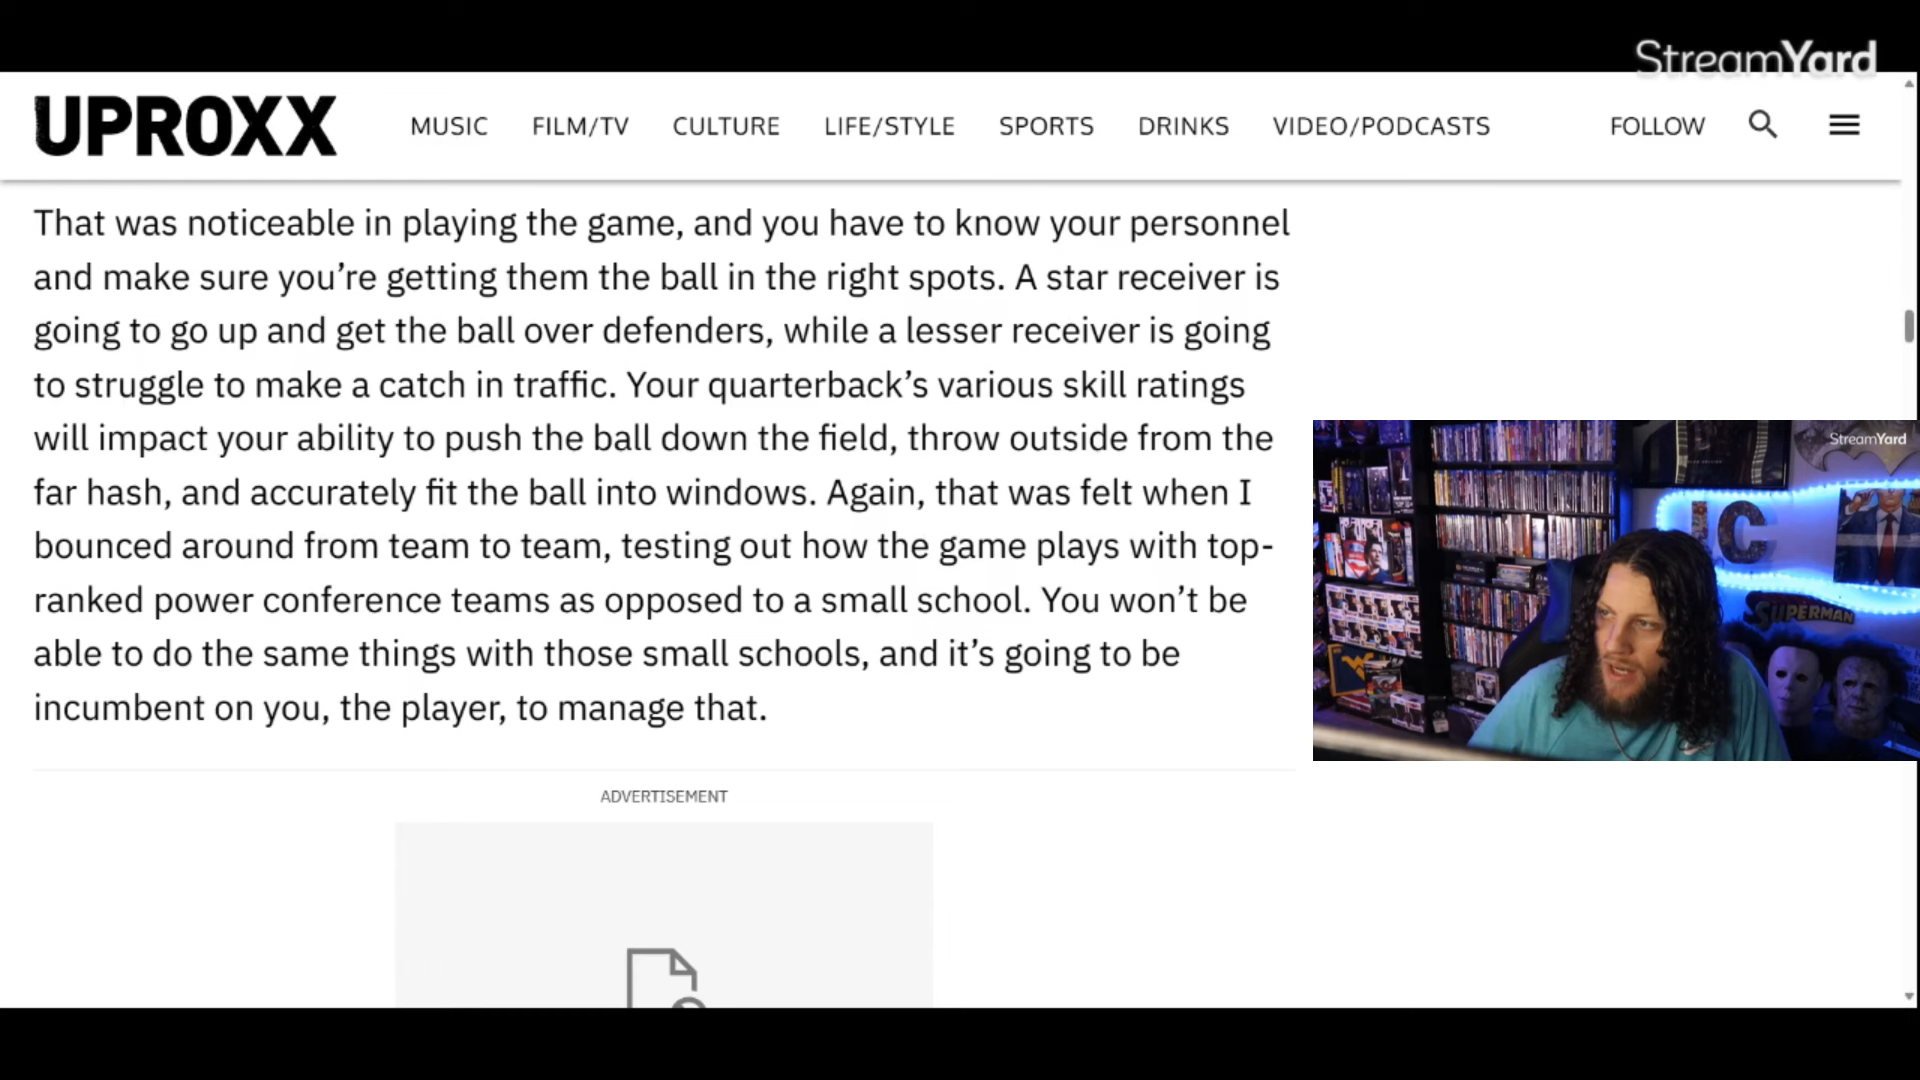 StreamYard
UPROXX
MUSIC FILM/TV CULTURE LIFE/STYLE SPORTS DRINKS VIDEO/PODCASTS FOLLOW
That was noticeable in playing the game, and you have to know your personnel
and make sure you’re getting them the ball in the right spots. A star receiver is
going to go up and get the ball over defenders, while a lesser receiver is going
to struggle to make a catch in traffic. Your quarterback’s various skill ratings
will impact your ability to push the ball down the field, throw outside from the
far hash, and accurately fit the ball into windows. Again, that was felt when I
bounced around from team to team, testing out how the game plays with top-
ranked power conference teams as opposed to a small school. You won’t be
able to do the same things with those small schools, and it’s going to be
incumbent on you, the player, to manage that.
StreamYard
IC
SUPERMAN
ADVERTISEMENT